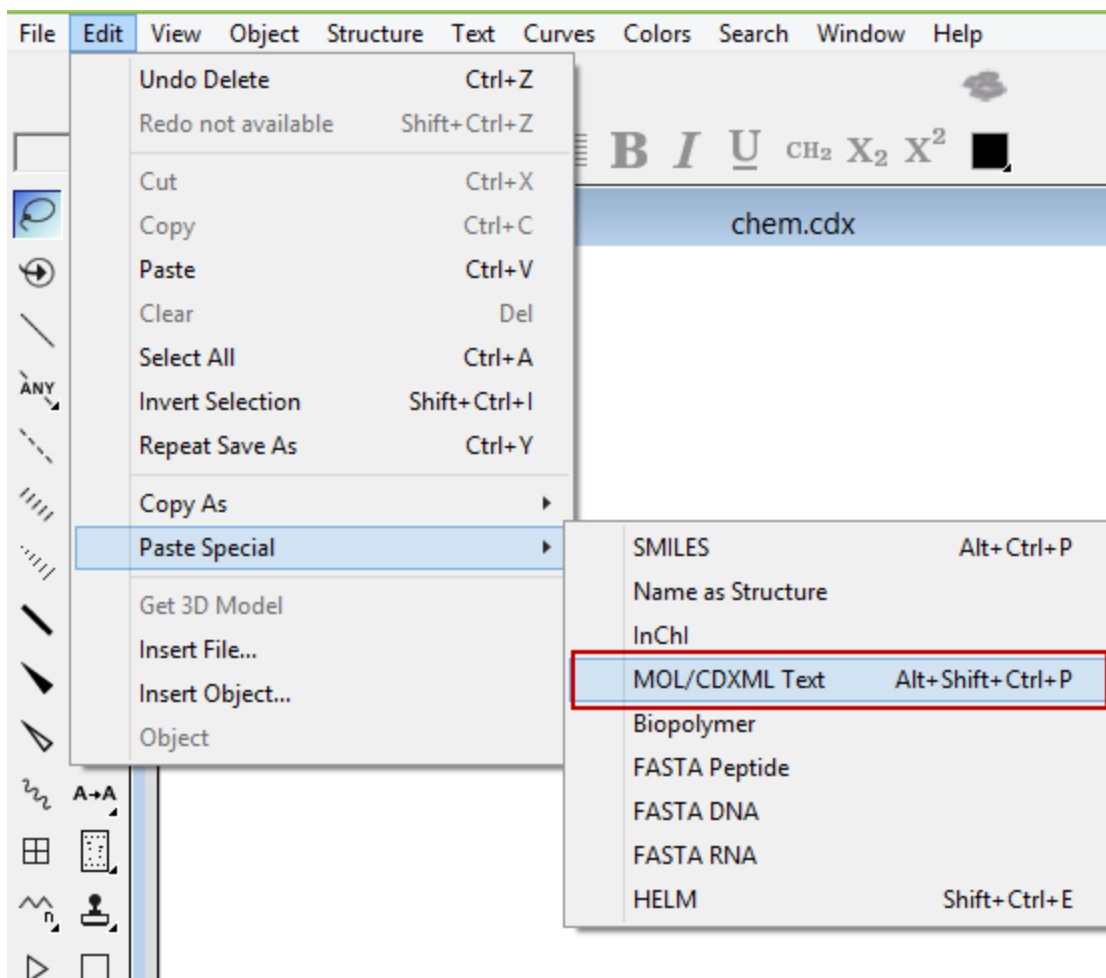 File Edit View Object Structure Text Curves Colors Search Window Help
Undo Delete Ctrl+Z
Redo not available Shift+Ctrl+Z
B I U CH₂ X₂ X²
Cut Ctrl+X
Copy Ctrl+C
chem.cdx
Paste Ctrl+V
Clear Del
Select All Ctrl+A
ANY
Invert Selection Shift+Ctrl+I
Repeat Save As Ctrl+Y
Copy As
Paste Special
SMILES Alt+Ctrl+P
Name as Structure
Get 3D Model
InChI
Insert File...
MOL/CDXML Text Alt+Shift+Ctrl+P
Insert Object...
Biopolymer
Object
FASTA Peptide
A→A
FASTA DNA
FASTA RNA
HELM Shift+Ctrl+E
n